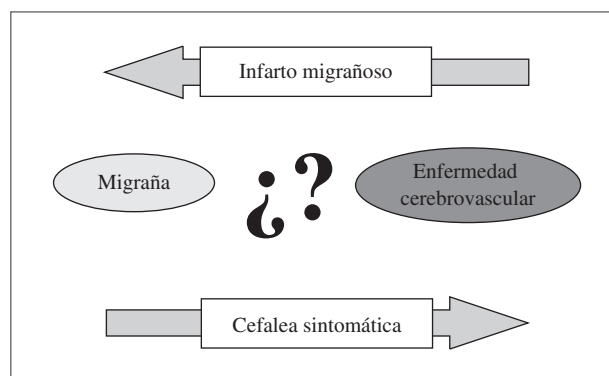 Infarto migrañoso
Migraña
¿?
Enfermedad
cerebrovascular
Cefalea sintomática